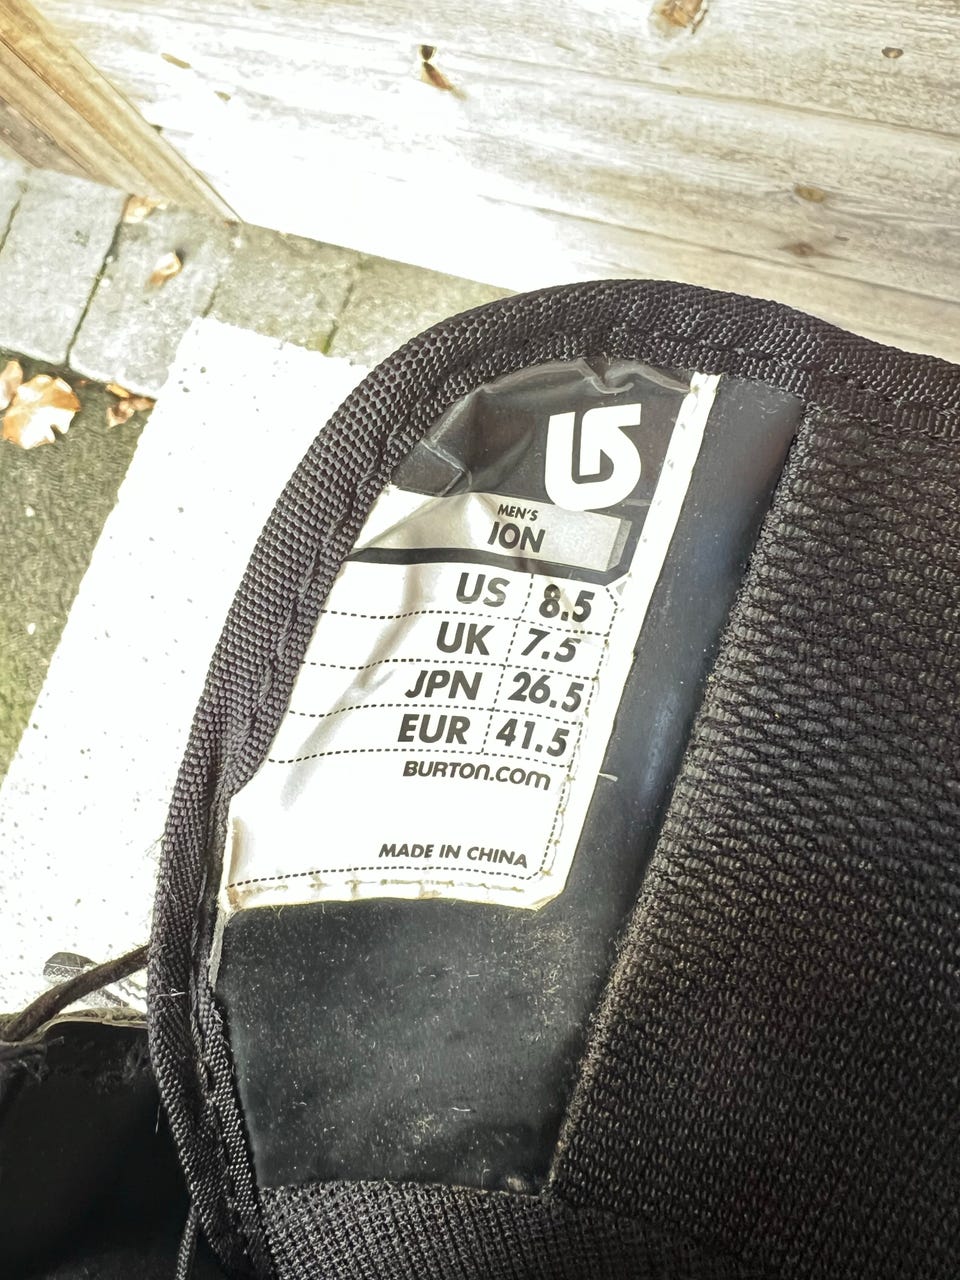 MEN'S
ION
US 8.5
UK 7.5
JPN 26.5
EUR 41.5
BURTON.COM
MADE IN CHINA